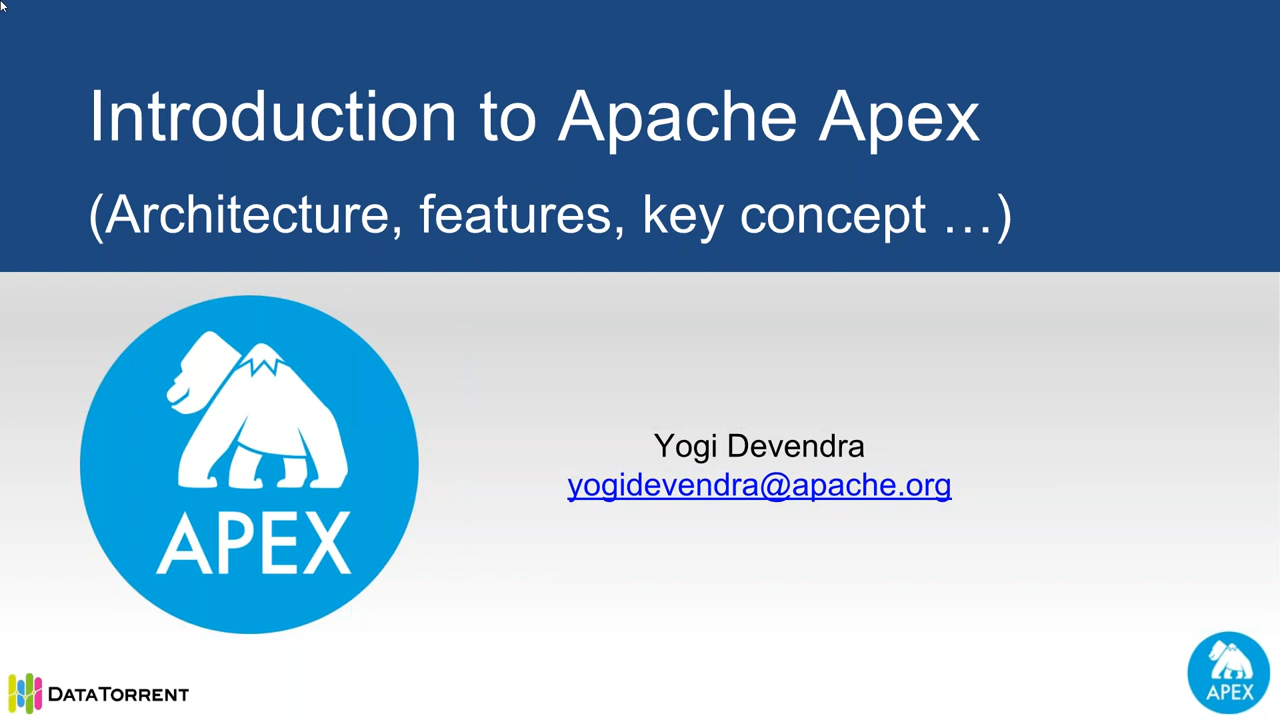 Introduction to Apache Apex
(Architecture, features, key concept …)
APEX
Yogi Devendra
yogidevendra@apache.org
DATATORRENT
APEX